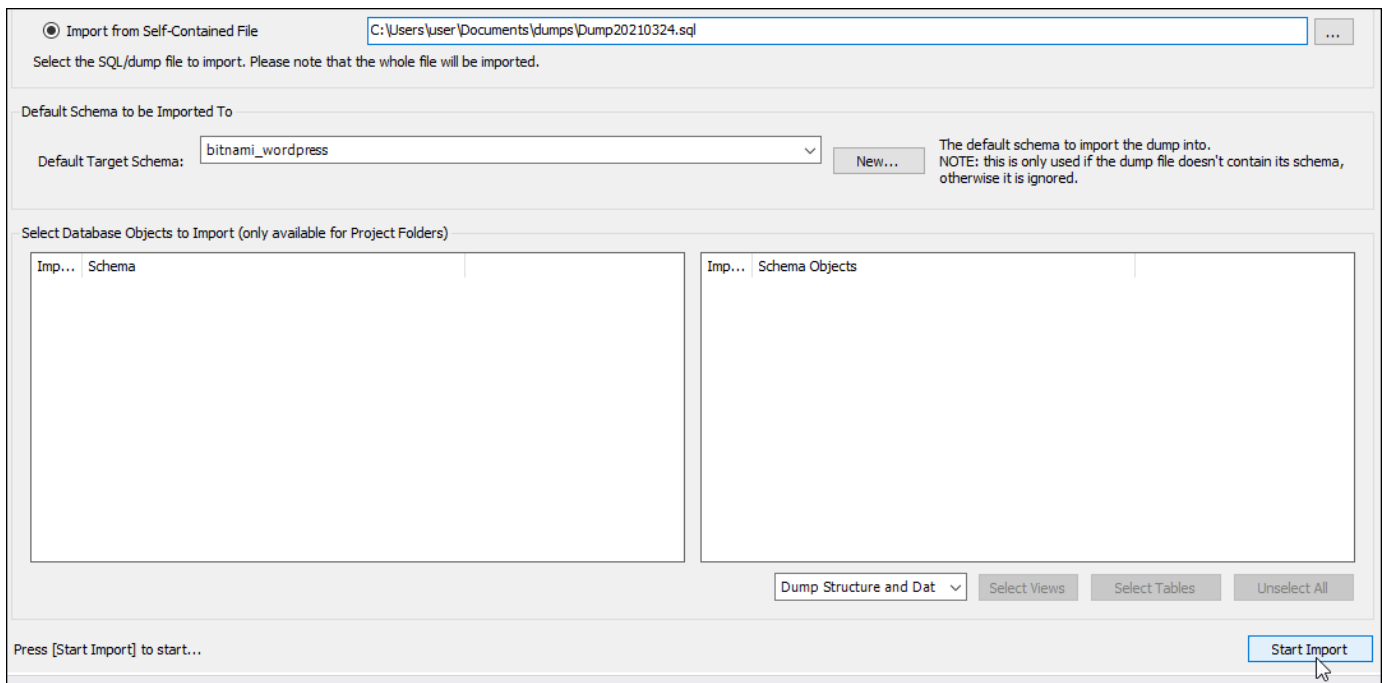 Import from Self-Contained File
C:\Users\user\Documents\dumps\Dump20210324.sql
...
Select the SQL/dump file to import. Please note that the whole file will be imported.
Default Schema to be Imported To
Default Target Schema:
bitnami_wordpress
New...
The default schema to import the dump into.
NOTE: this is only used if the dump file doesn't contain its schema,
otherwise it is ignored.
Select Database Objects to Import (only available for Project Folders)
Imp... Schema
Imp... Schema Objects
Dump Structure and Dat
Select Views
Select Tables
Unselect All
Press [Start Import] to start...
Start Import